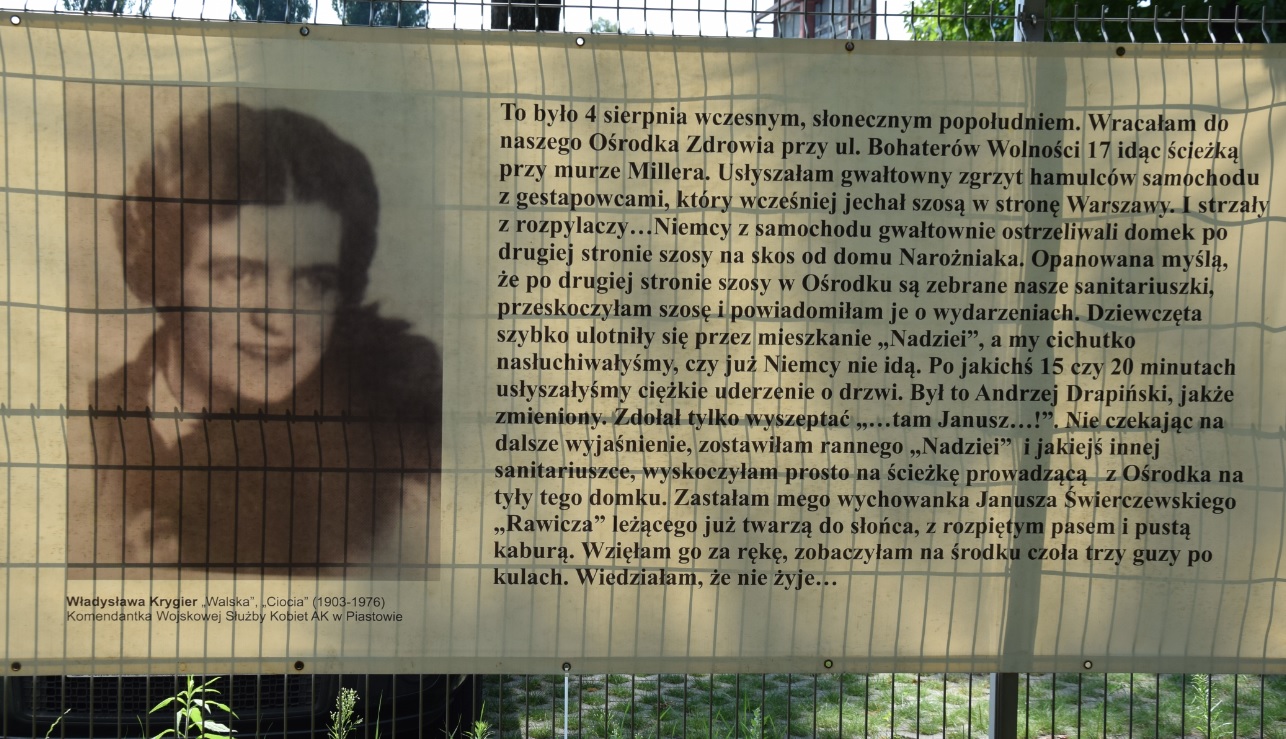 To było 4 sierpnia wczesnym, słonecznym popołudniem. Wracałam do
naszego Ośrodka Zdrowia przy ul. Bohaterów Wolności 17 idąc ścieżką
przy murze Millera. Usłyszałam gwałtowny zgrzyt hamulców samochodu
z gestapowcami, który wcześniej jechał szosą w stronę Warszawy. I strzały
z rozpylaczy…Niemcy z samochodu gwałtownie ostrzeliwali domek po
drugiej stronie szosy na skos od domu Narożniaka. Opanowana myślą,
że po drugiej stronie szosy w Ośrodku są zebrane nasze sanitariuszki,
przeskoczyłam szosę i powiadomiłam je o wydarzeniach. Dziewczęta
szybko ulotniły się przez mieszkanie „Nadziei”, a my cichutko
nasłuchiwałyśmy, czy już Niemcy nie idą. Po jakichś 15 czy 20 minutach
usłyszałyśmy ciężkie uderzenie o drzwi. Był to Andrzej Drapiński, jakże
zmieniony. Zdołał tylko wyszeptać „…tam Janusz…!”. Nie czekając na
dalsze wyjaśnienie, zostawiłam rannego „Nadziei” i jakiejś innej
sanitariuszce, wyskoczyłam prosto na ścieżkę prowadzącą z Ośrodka na
tyły tego domku. Zastałam mego wychowanka Janusza Świerczewskiego
„Rawicza” leżącego już twarzą do słońca, z rozpiętym pasem i pustą
kaburą. Wzięłam go za rękę, zobaczyłam na środku czoła trzy guzy po
kulach. Wiedziałam, że nie żyje…
Władysława Krygier „Walska”, „Ciocia” (1903-1976)
Komendantka Wojskowej Służby Kobiet AK w Piastowie